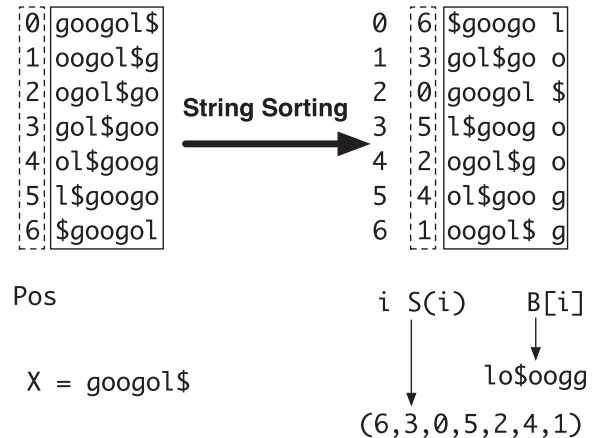 0 googol$ 0 6 $googo l
1 oogol$g 1 3 gol$go o
2 ogol$go 2 0 googol $
String Sorting
3 gol$goo 3 5 l$goog o
4 ol$goog 4 2 ogol$g o
5 l$googo 5 4 ol$goo g
6 $googol 6 1 oogol$ g
Pos i S(i) B[i]
X = googol$ lo$oogg
(6,3,0,5,2,4,1)